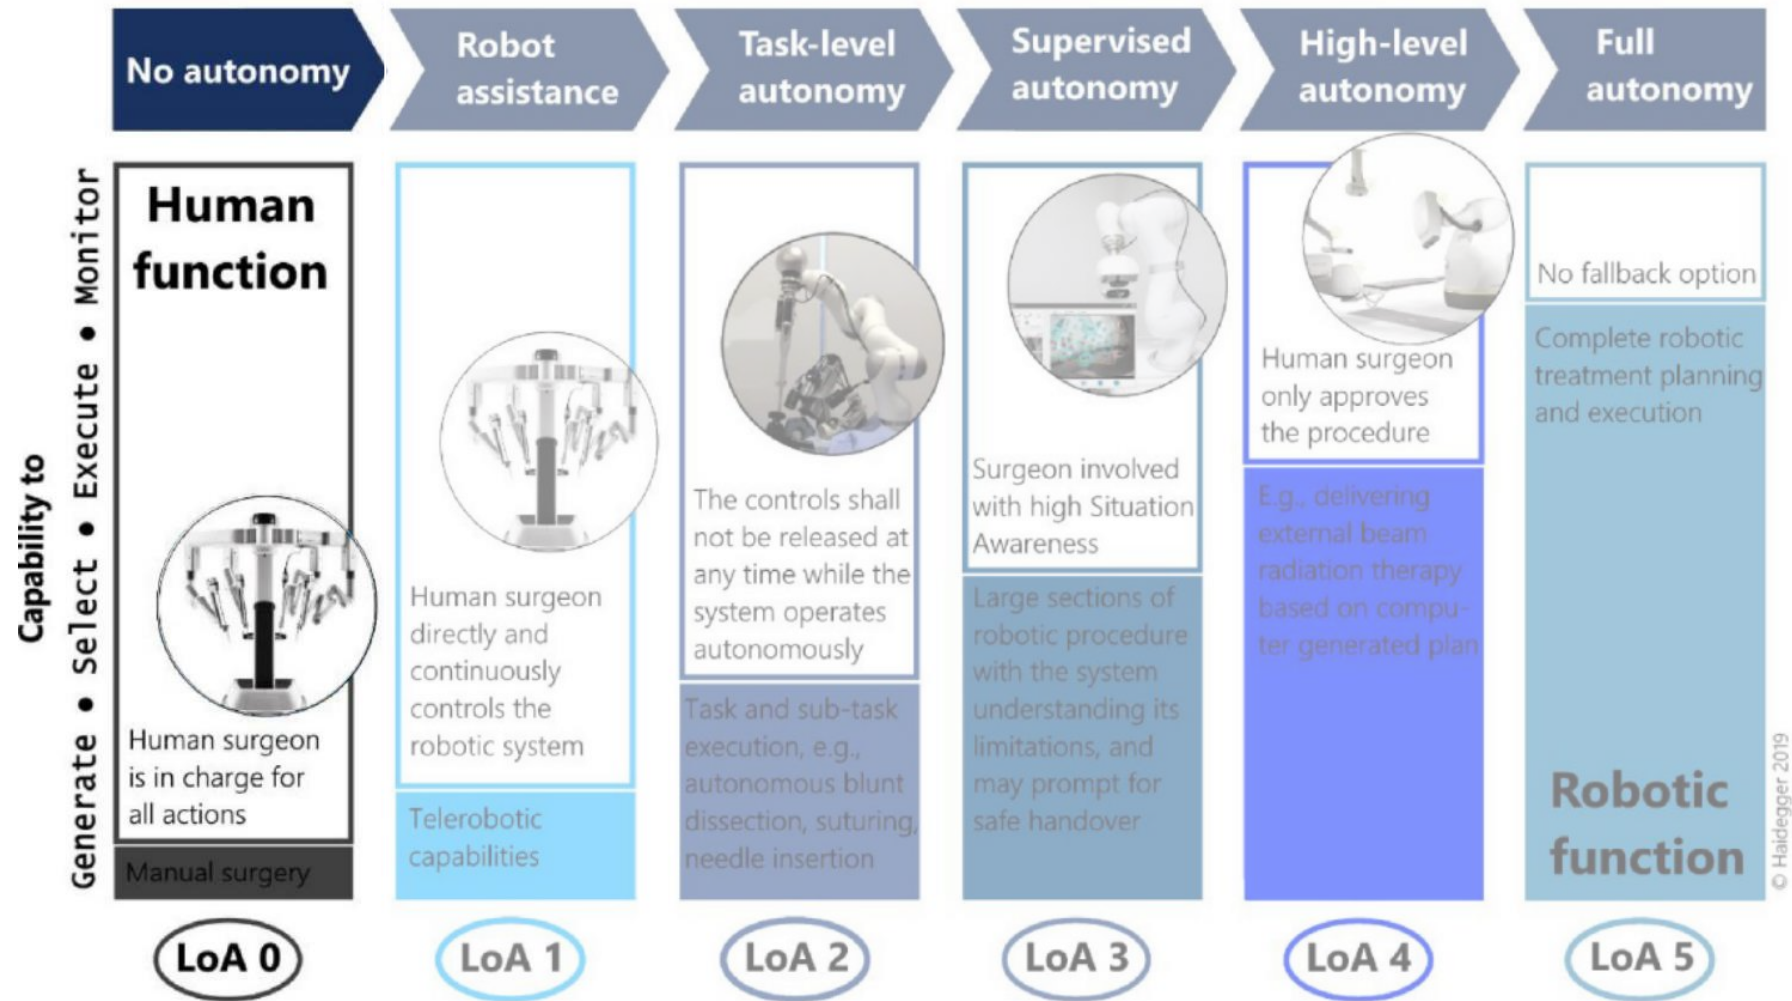 No autonomy
Robot
assistance
Task-level
autonomy
Supervised
autonomy
High-level
autonomy
Full
autonomy
Capability to
Generate • Select • Execute • Monitor
Human
function
Human surgeon
is in charge for
all actions
Manual surgery
LoA 0
Human surgeon
directly and
continuously
controls the
robotic system
Telerobotic
capabilities
LoA 1
The controls shall
not be released at
any time while the
system operates
autonomously
Task and sub-task
execution, e.g.,
autonomous blunt
dissection, suturing,
needle insertion
LoA 2
Surgeon involved
with high Situation
Awareness
Large sections of
robotic procedure
with the system
understanding its
limitations, and
may prompt for
safe handover
LoA 3
Human surgeon
only approves
the procedure
E.g., delivering
external beam
radiation therapy
based on compu-
ter generated plan
LoA 4
No fallback option
Complete robotic
treatment planning
and execution
Robotic
function
LoA 5
© Haidegger 2019